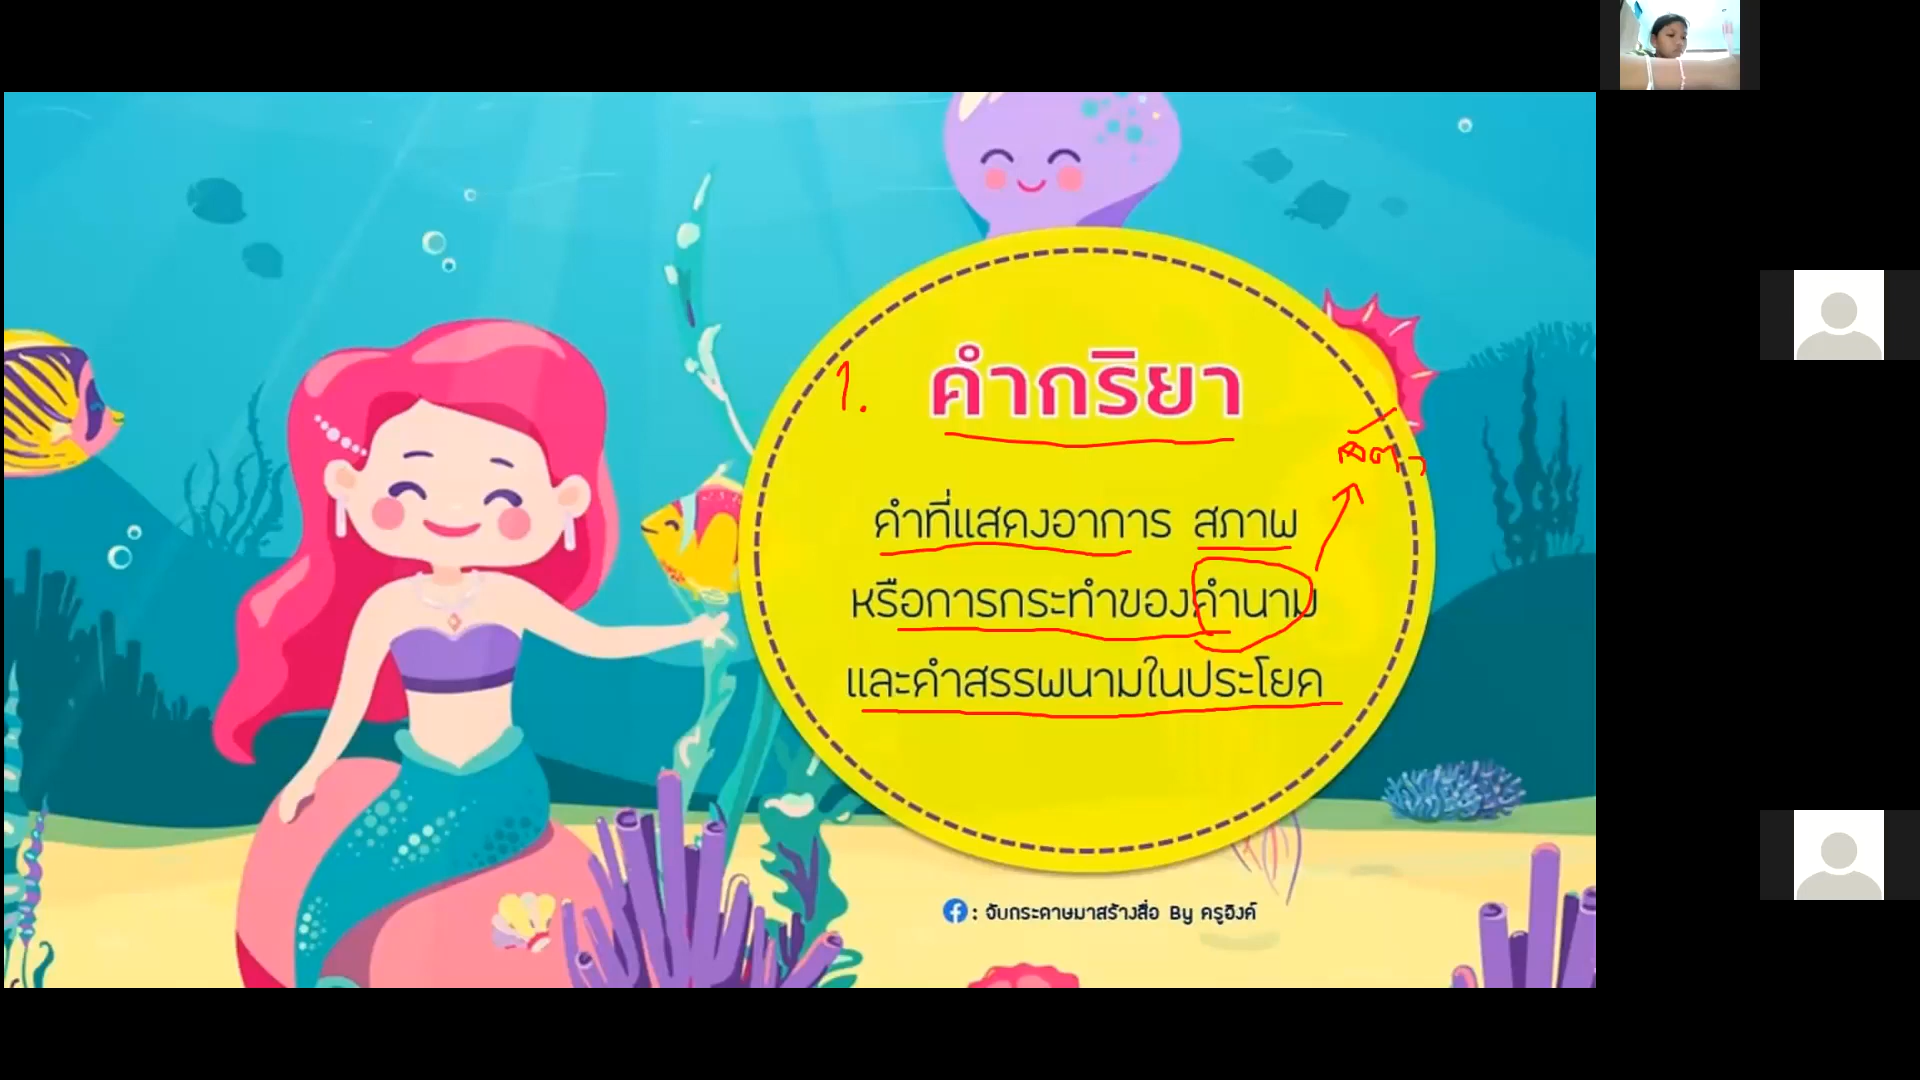 1.
คำกริยา
คำที่แสดงอาการ สภาพ
หรือการกระทำของคำนาม
และคำสรรพนามในประโยค
: จับกระดาษมาสร้างสื่อ By ครูอิงค์